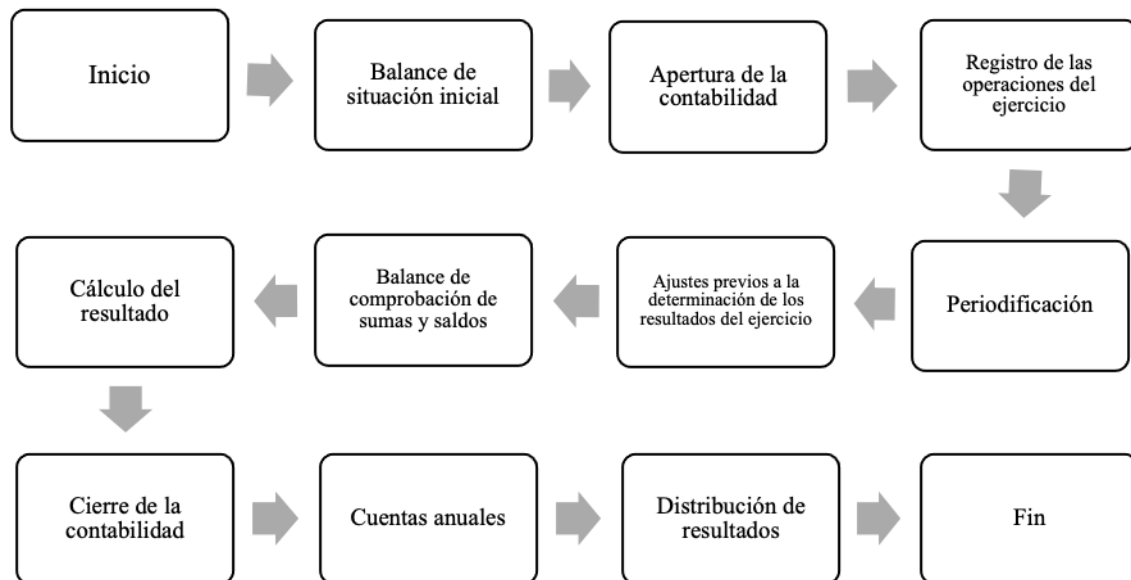 Inicio
Balance de
situación inicial
Apertura de la
contabilidad
Registro de las
operaciones del
ejercicio
Periodificación
Ajustes previos a la
determinación de los
resultados del ejercicio
Balance de
comprobación de
sumas y saldos
Cálculo del
resultado
Cierre de la
contabilidad
Cuentas anuales
Distribución de
resultados
Fin